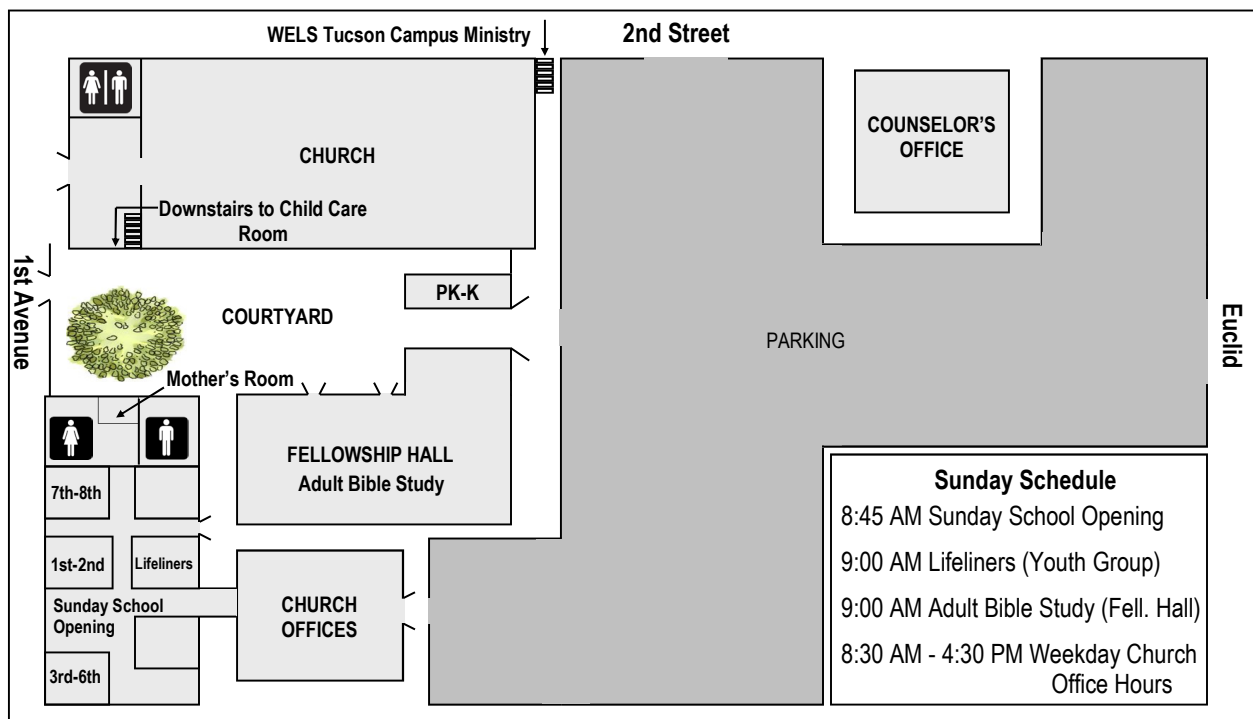 WELS Tucson Campus Ministry
2nd Street
CHURCH
COUNSELOR'S
OFFICE
Downstairs to Child Care
Room
1st Avenue
PK-K
COURTYARD
PARKING
Euclid
Mother's Room
FELLOWSHIP HALL
Adult Bible Study
7th-8th
1st-2nd
Lifeliners
Sunday School
Opening
CHURCH
OFFICES
3rd-6th
Sunday Schedule
8:45 AM Sunday School Opening
9:00 AM Lifeliners (Youth Group)
9:00 AM Adult Bible Study (Fell. Hall)
8:30 AM - 4:30 PM Weekday Church
Office Hours